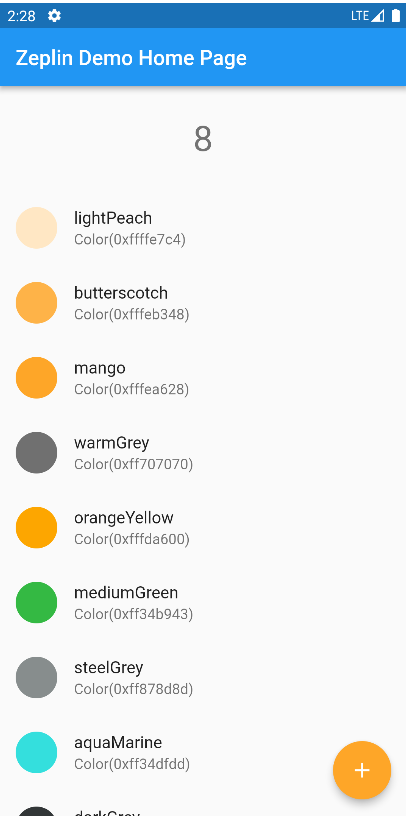 2:28
LTE
Zeplin Demo Home Page
8
lightPeach
Color(0xffffe7c4)
butterscotch
Color(0xfffeb348)
mango
Color(0xfffea628)
warmGrey
Color(0xff707070)
orangeYellow
Color(0xfffda600)
mediumGreen
Color(0xff34b943)
steelGrey
Color(0xff878d8d)
aquaMarine
Color(0xff34dfdd)
darkGrey